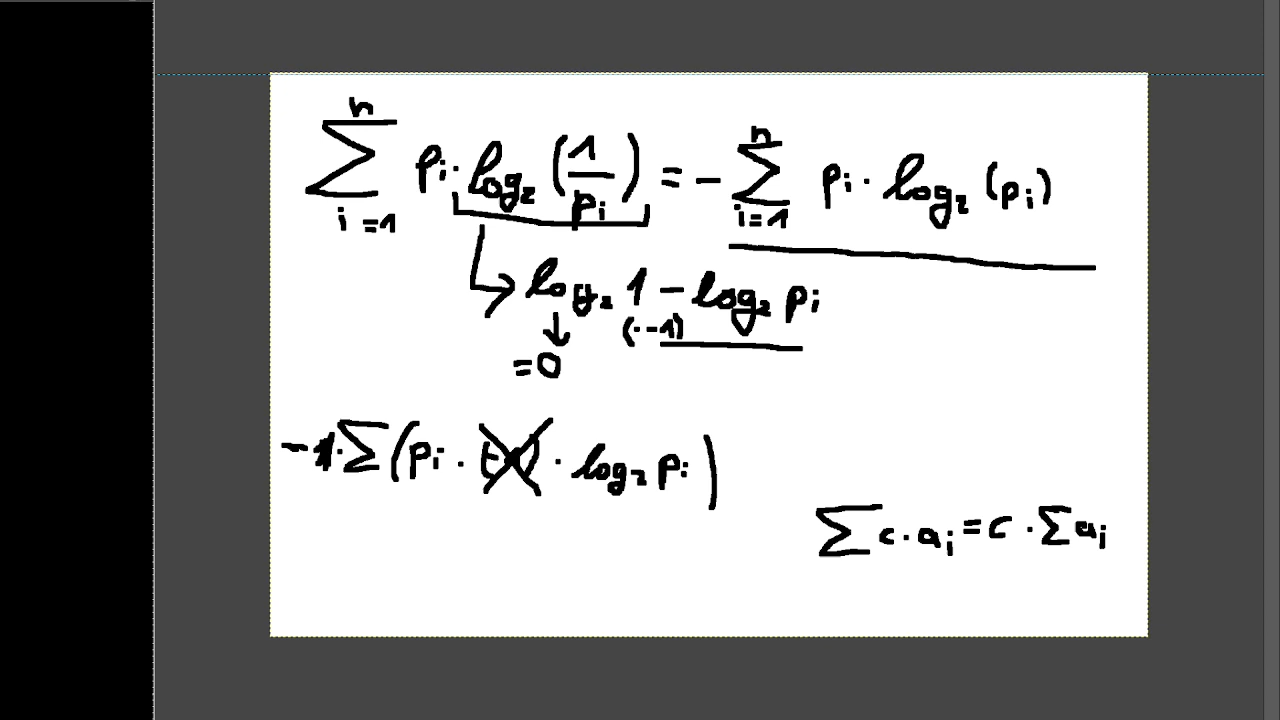 n∑i=1 pi · log2 (1/pi) = - n∑i=1 pi · log2 (pi)
→ log2 1 - log2 pi
↓ (·-1)
=0
-1·∑(pi · · log2 pi)
∑c·ai = c·∑ai